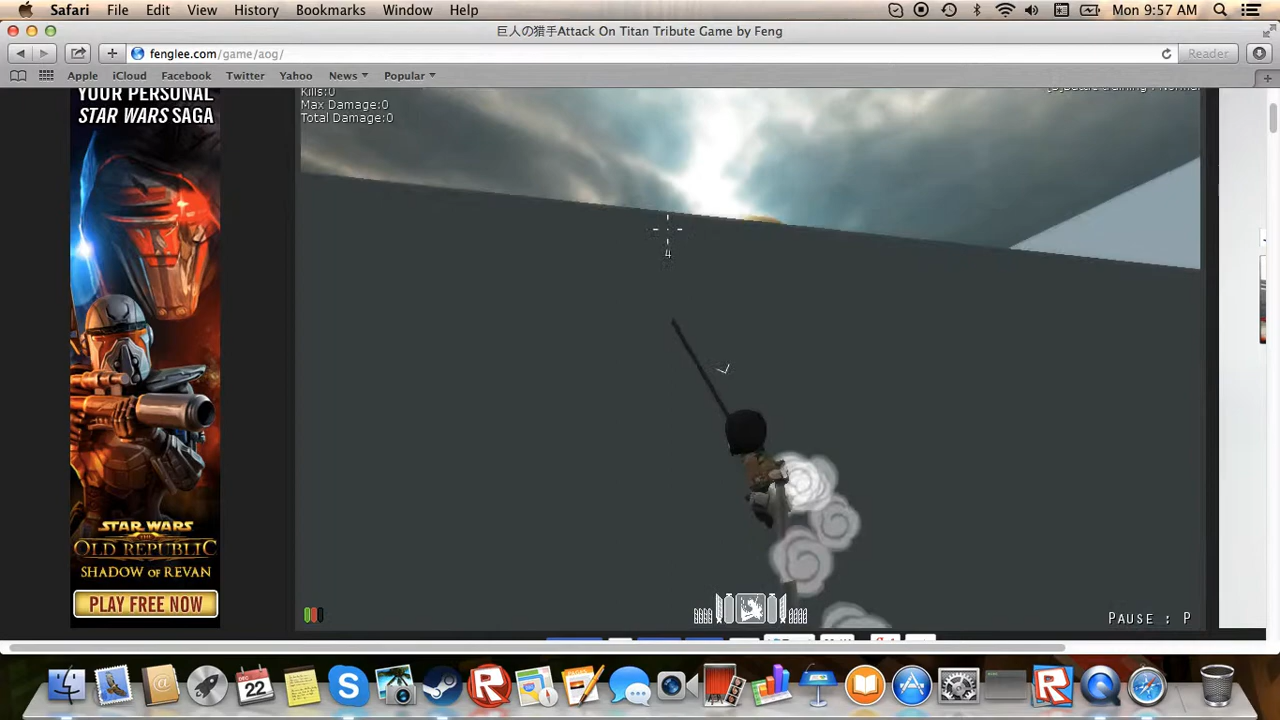 Safari File Edit View History Bookmarks Window Help Mon 9:57 AM
巨人の猎手Attack On Titan Tribute Game by Feng
fenglee.com/game/aog/ Reader
Apple iCloud Facebook Twitter Yahoo News Popular
YOUR PERSONAL
STAR WARS SAGA
STAR WARS
THE
OLD REPUBLIC
SHADOW OF REVAN
PLAY FREE NOW
Kills:0
Max Damage:0
Total Damage:0
4
PAUSE : P
DEC
22